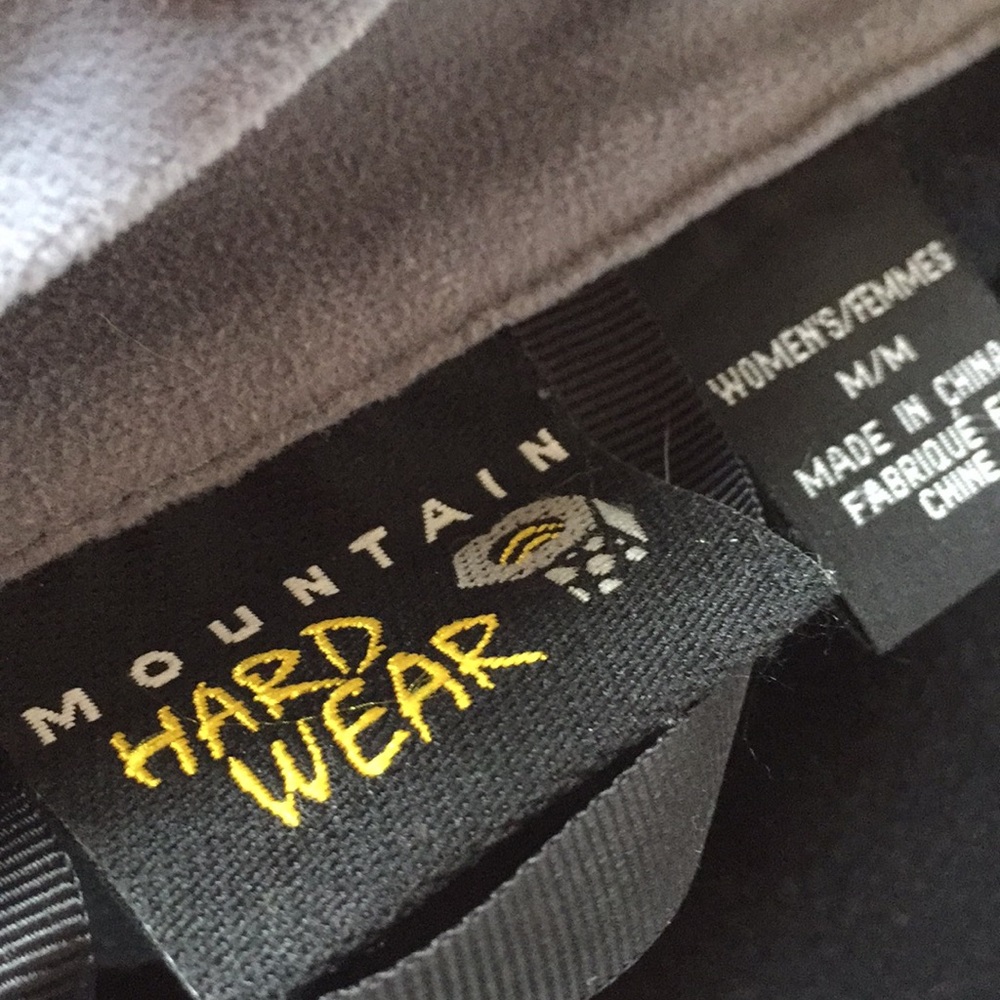 MOUNTAIN
HARD
WEAR
WOMEN'S/FEMMES
M/M
MADE IN CHINA
FABRIQUÉ
CHINE